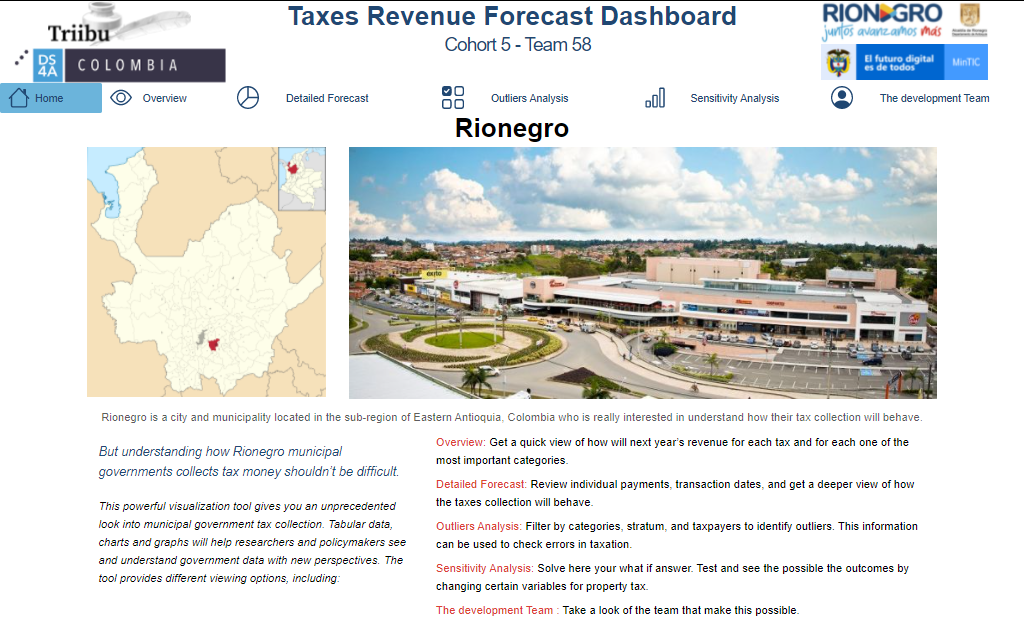 Triibu
DS
4A
COLOMBIA
Taxes Revenue Forecast Dashboard
Cohort 5 - Team 58
RIONEGRO
juntos avanzamos más
El futuro digital
es de todos
MinTIC
Home
Overview
Detailed Forecast
Outliers Analysis
Sensitivity Analysis
The development Team
Rionegro
exito
Rionegro is a city and municipality located in the sub-region of Eastern Antioquia, Colombia who is really interested in understand how their tax collection will behave.
But understanding how Rionegro municipal
governments collects tax money shouldn't be difficult.
This powerful visualization tool gives you an unprecedented
look into municipal government tax collection. Tabular data,
charts and graphs will help researchers and policymakers see
and understand government data with new perspectives. The
tool provides different viewing options, including:
Overview: Get a quick view of how will next year's revenue for each tax and for each one of the
most important categories.
Detailed Forecast: Review individual payments, transaction dates, and get a deeper view of how
the taxes collection will behave.
Outliers Analysis: Filter by categories, stratum, and taxpayers to identify outliers. This information
can be used to check errors in taxation.
Sensitivity Analysis: Solve here your what if answer. Test and see the possible the outcomes by
changing certain variables for property tax.
The development Team : Take a look of the team that make this possible.